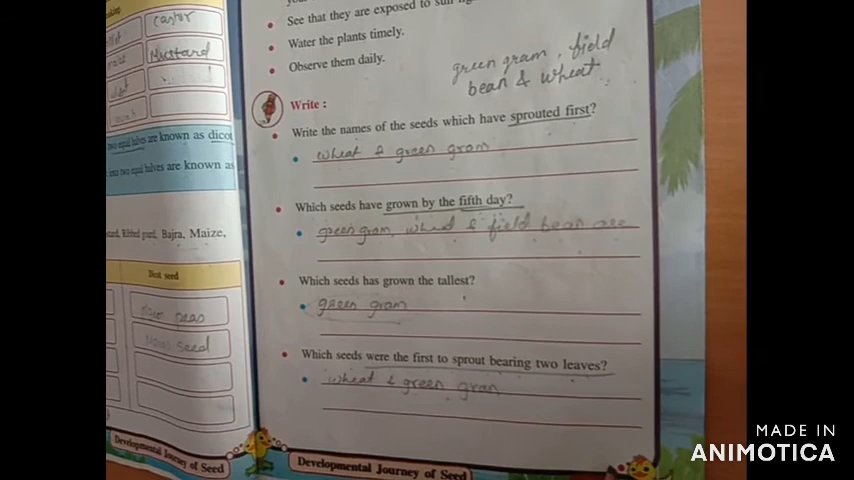 castor
Mustard
two equal halves are known as dicot
into two equal halves are known as
Ribbed gourd, Bajra, Maize,
Dicot seed
peas
seed
Developmental Journey of Seed
See that they are exposed to sun
Water the plants timely.
Observe them daily.
green gram, field
bean & wheat
Write :
Write the names of the seeds which have sprouted first?
wheat & green gram
Which seeds have grown by the fifth day?
green gram, wheat & field bean are
Which seeds has grown the tallest?
green gram
Which seeds were the first to sprout bearing two leaves?
wheat & green gram
Developmental Journey of Seed
MADE IN
ANIMOTICA